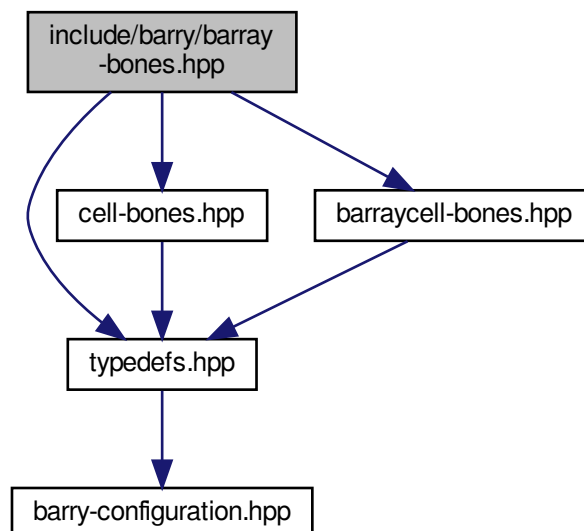 include/barry/barray
-bones.hpp
cell-bones.hpp
barraycell-bones.hpp
typedefs.hpp
barry-configuration.hpp